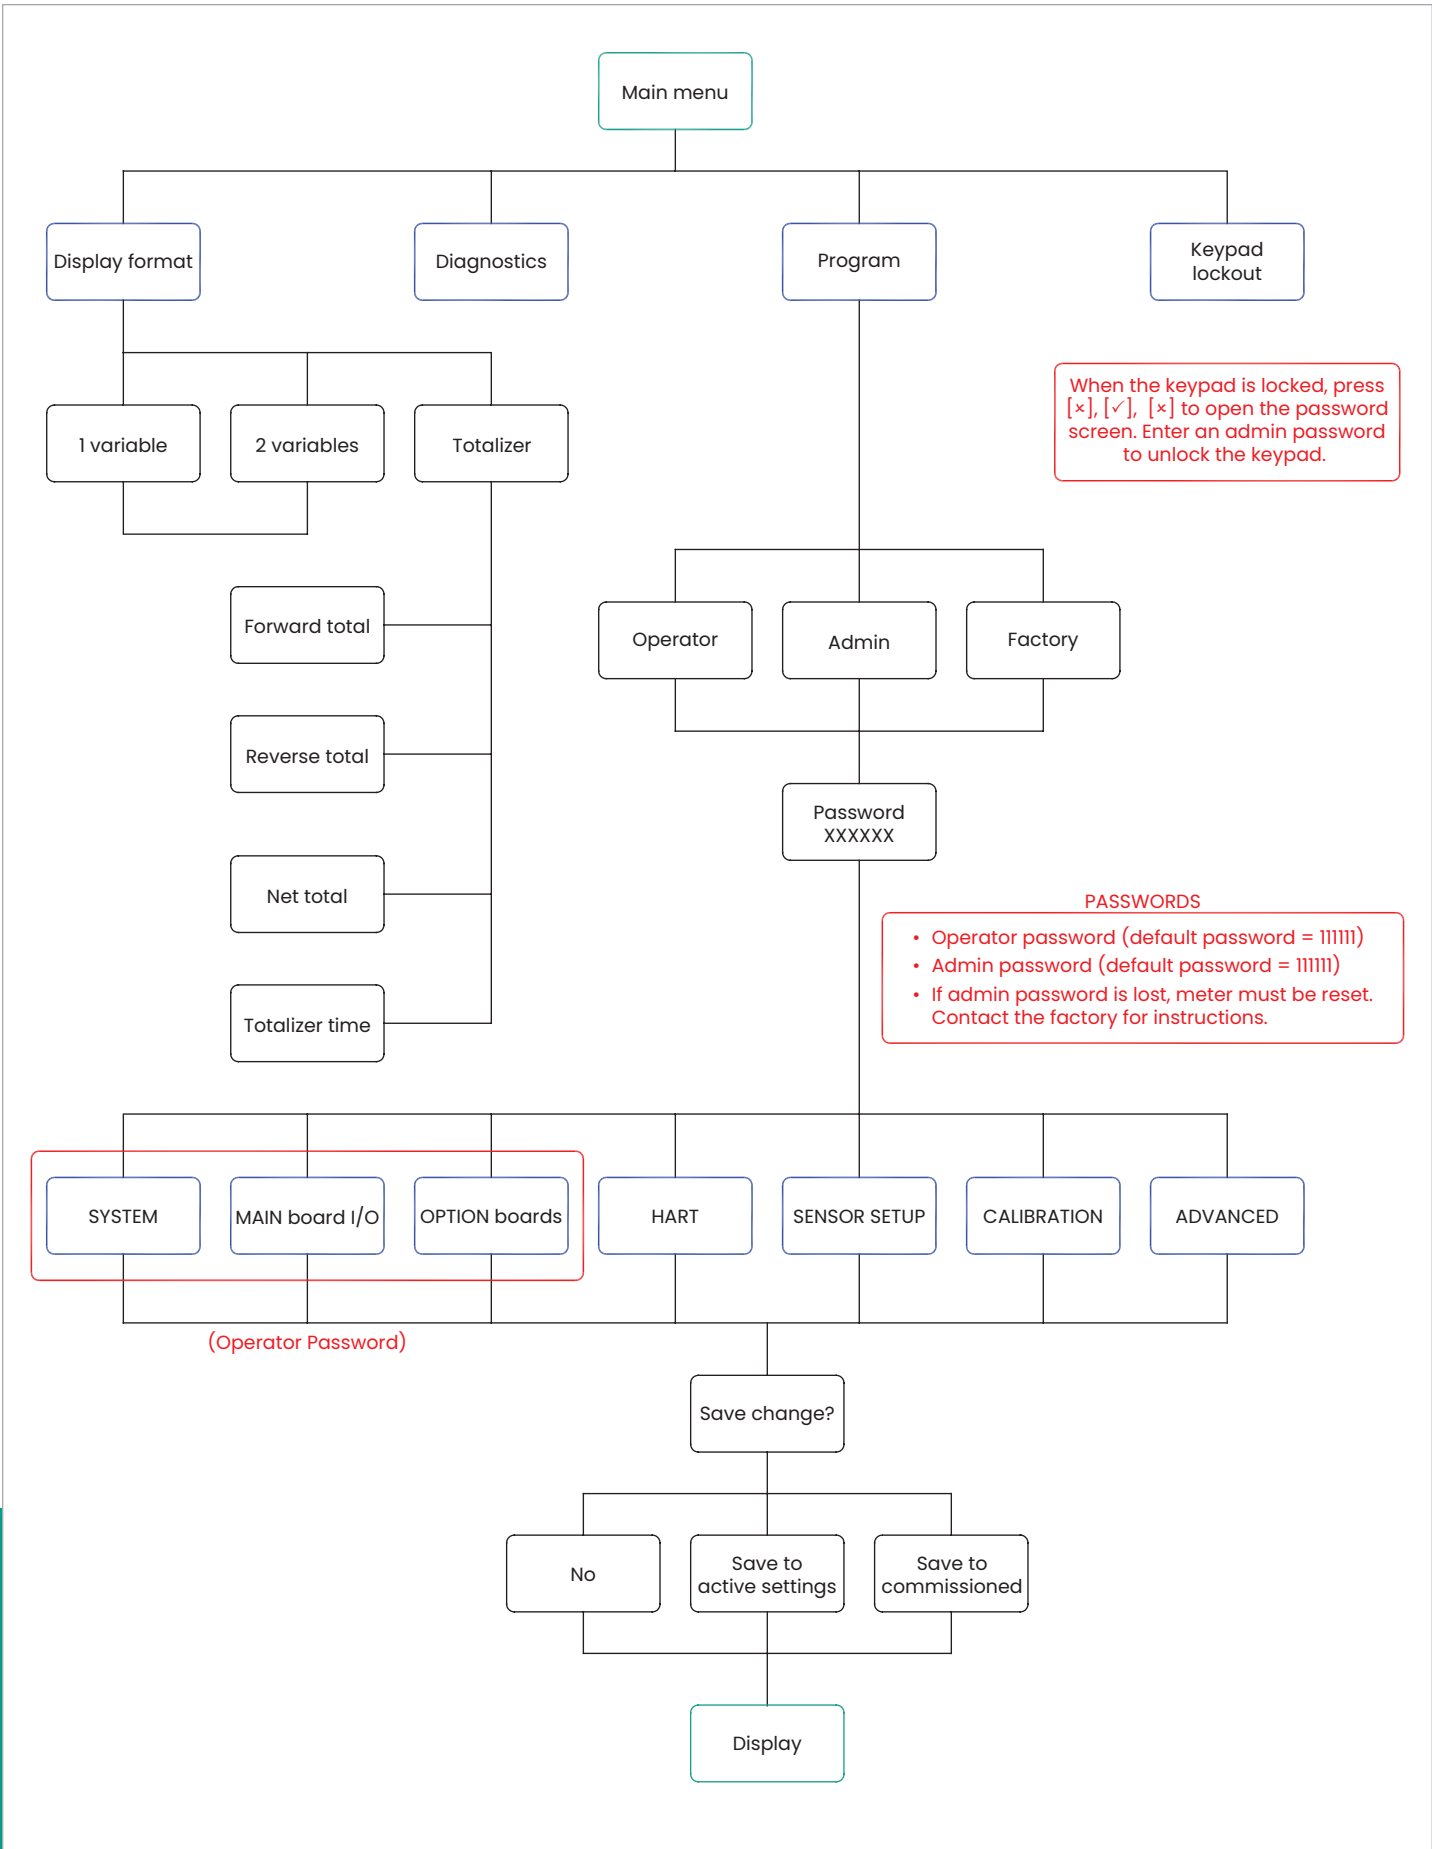 Main menu
Display format
Diagnostics
Program
Keypad
lockout
1 variable
2 variables
Totalizer
When the keypad is locked, press
[×], [✓], [×] to open the password
screen. Enter an admin password
to unlock the keypad.
Forward total
Reverse total
Net total
Totalizer time
Operator
Admin
Factory
Password
XXXXXX
PASSWORDS
• Operator password (default password = 111111)
• Admin password (default password = 111111)
• If admin password is lost, meter must be reset.
Contact the factory for instructions.
SYSTEM
MAIN board I/O
OPTION boards
HART
SENSOR SETUP
CALIBRATION
ADVANCED
(Operator Password)
Save change?
No
Save to
active settings
Save to
commissioned
Display